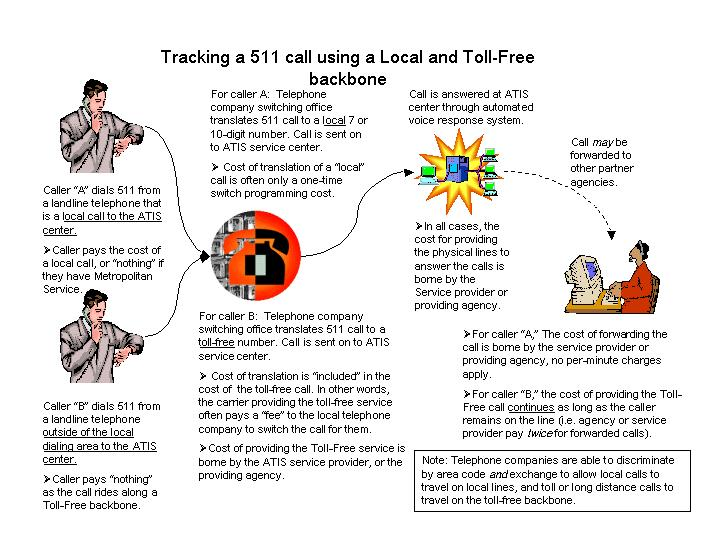 Tracking a 511 call using a Local and Toll-Free
backbone
For caller A: Telephone
company switching office
translates 511 call to a local 7 or
10-digit number. Call is sent on
to ATIS service center.
➢ Cost of translation of a "local"
call is often only a one-time
switch programming cost.
Call is answered at ATIS
center through automated
voice response system.
Call may be
forwarded to
other partner
agencies.
Caller "A" dials 511 from
a landline telephone that
is a local call to the ATIS
center.
➢Caller pays the cost of
a local call, or "nothing" if
they have Metropolitan
Service.
➢In all cases, the
cost for providing
the physical lines to
answer the calls is
borne by the
Service provider or
providing agency.
For caller B: Telephone company
switching office translates 511 call to a
toll-free number. Call is sent on to ATIS
service center.
➢ Cost of translation is "included" in the
cost of the toll-free call. In other words,
the carrier providing the toll-free service
often pays a "fee" to the local telephone
company to switch the call for them.
➢Cost of providing the Toll-Free service is
borne by the ATIS service provider, or the
providing agency.
➢For caller "A," The cost of forwarding the
call is borne by the service provider or
providing agency, no per-minute charges
apply.
➢For caller "B," the cost of providing the Toll-
Free call continues as long as the caller
remains on the line (i.e. agency or service
provider pay twice for forwarded calls).
Caller "B" dials 511 from
a landline telephone
outside of the local
dialing area to the ATIS
center.
➢Caller pays "nothing"
as the call rides along a
Toll-Free backbone.
Note: Telephone companies are able to discriminate
by area code and exchange to allow local calls to
travel on local lines, and toll or long distance calls to
travel on the toll-free backbone.